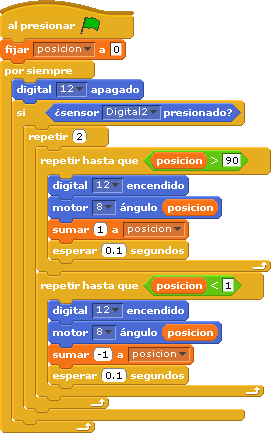 al presionar
fijar posicion a 0
por siempre
digital 12 apagado
si ¿sensor Digital2 presionado?
repetir 2
repetir hasta que posicion > 90
digital 12 encendido
motor 8 ángulo posicion
sumar 1 a posicion
esperar 0.1 segundos
repetir hasta que posicion < 1
digital 12 encendido
motor 8 ángulo posicion
sumar -1 a posicion
esperar 0.1 segundos